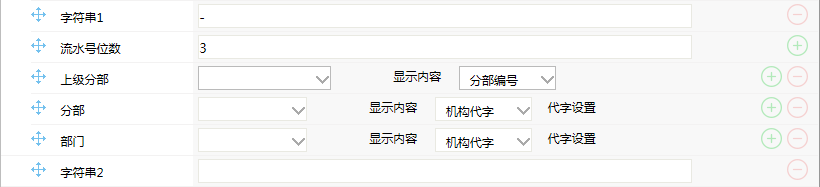 字符串1 -
流水号位数 3
上级分部 显示内容 分部编号
分部 显示内容 机构代字 代字设置
部门 显示内容 机构代字 代字设置
字符串2